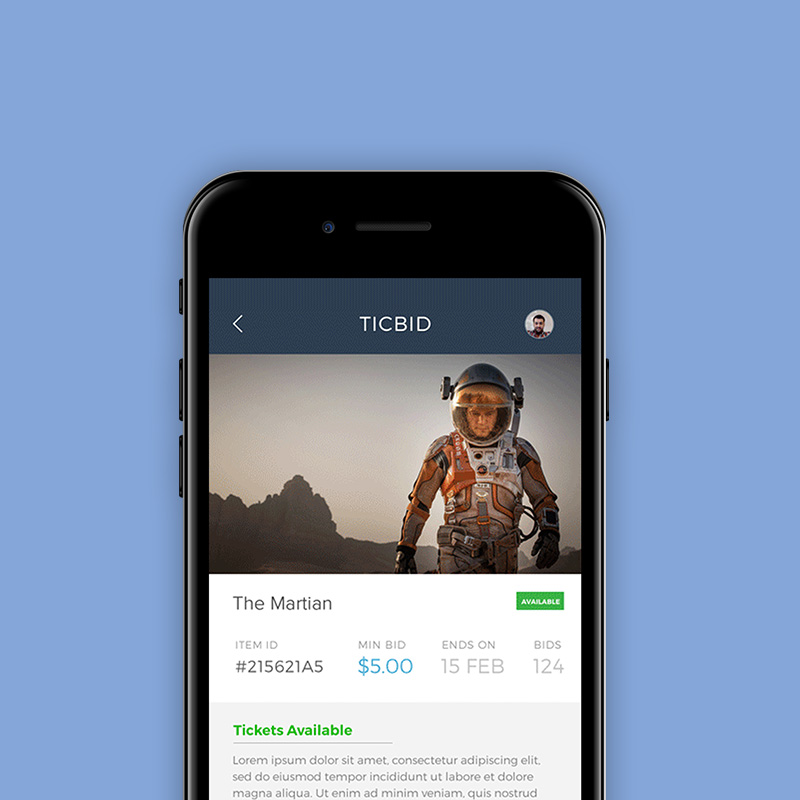 TICBID
The Martian
AVAILABLE
ITEM ID MIN BID ENDS ON BIDS
#215621A5 $5.00 15 FEB 124
Tickets Available
Lorem ipsum dolor sit amet, consectetur adipiscing elit,
sed do eiusmod tempor incididunt ut labore et dolore
magna aliqua. Ut enim ad minim veniam, quis nostrud